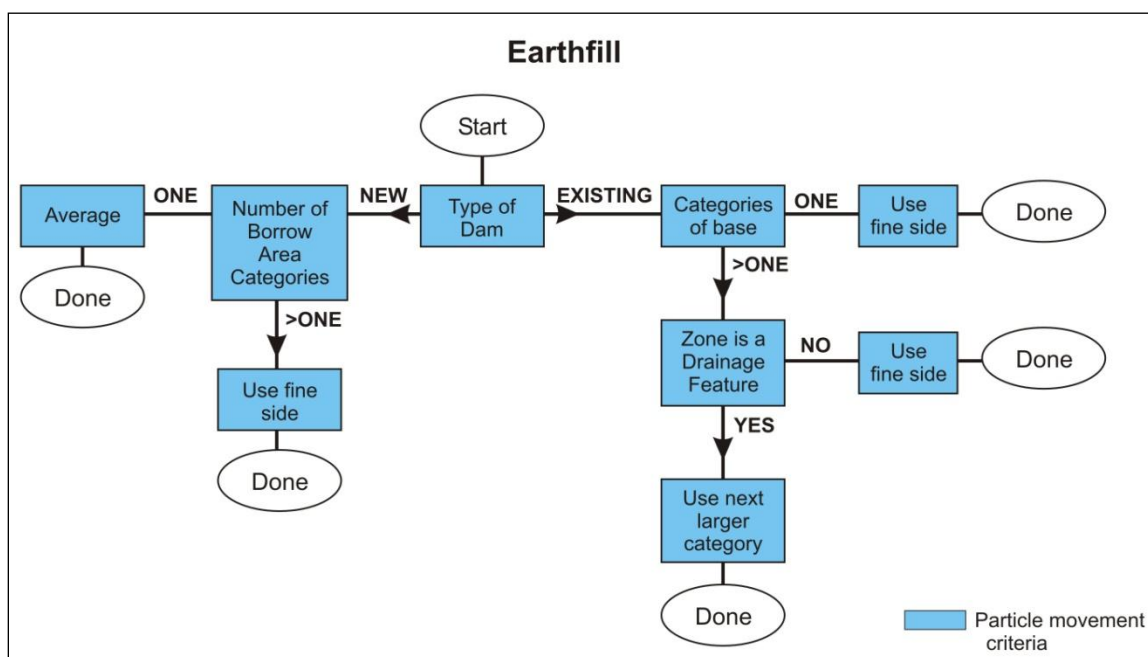 Earthfill
Start
Average
ONE
Number of
Borrow
Area
Categories
NEW
Type of
Dam
EXISTING
Categories
of base
ONE
Use
fine side
Done
Done
>ONE
Use fine
side
Done
>ONE
Zone is a
Drainage
Feature
NO
Use
fine side
Done
YES
Use next
larger
category
Done
Particle movement
criteria